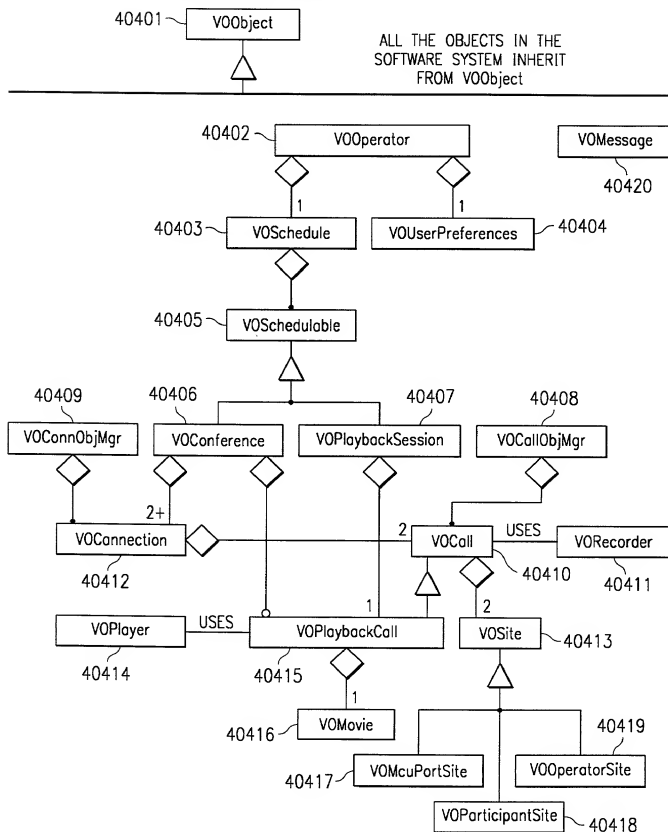 40401
VOObject
ALL THE OBJECTS IN THE
SOFTWARE SYSTEM INHERIT
FROM VOObject
40402
VOOperator
VOMessage
40420
1
1
40403
VOSchedule
VOUserPreferences
40404
40405
VOSchedulable
40409
40406
40407
40408
VOConnObjMgr
VOConference
VOPlaybackSession
VOCallObjMgr
2+
VOConnection
2
VOCall
USES
VORecorder
40412
40410
40411
1
2
VOPlayer
USES
VOPlaybackCall
VOSite
40413
40414
40415
1
40416
VOMovie
40419
VOMcuPortSite
VOOperatorSite
40417
VOParticipantSite
40418